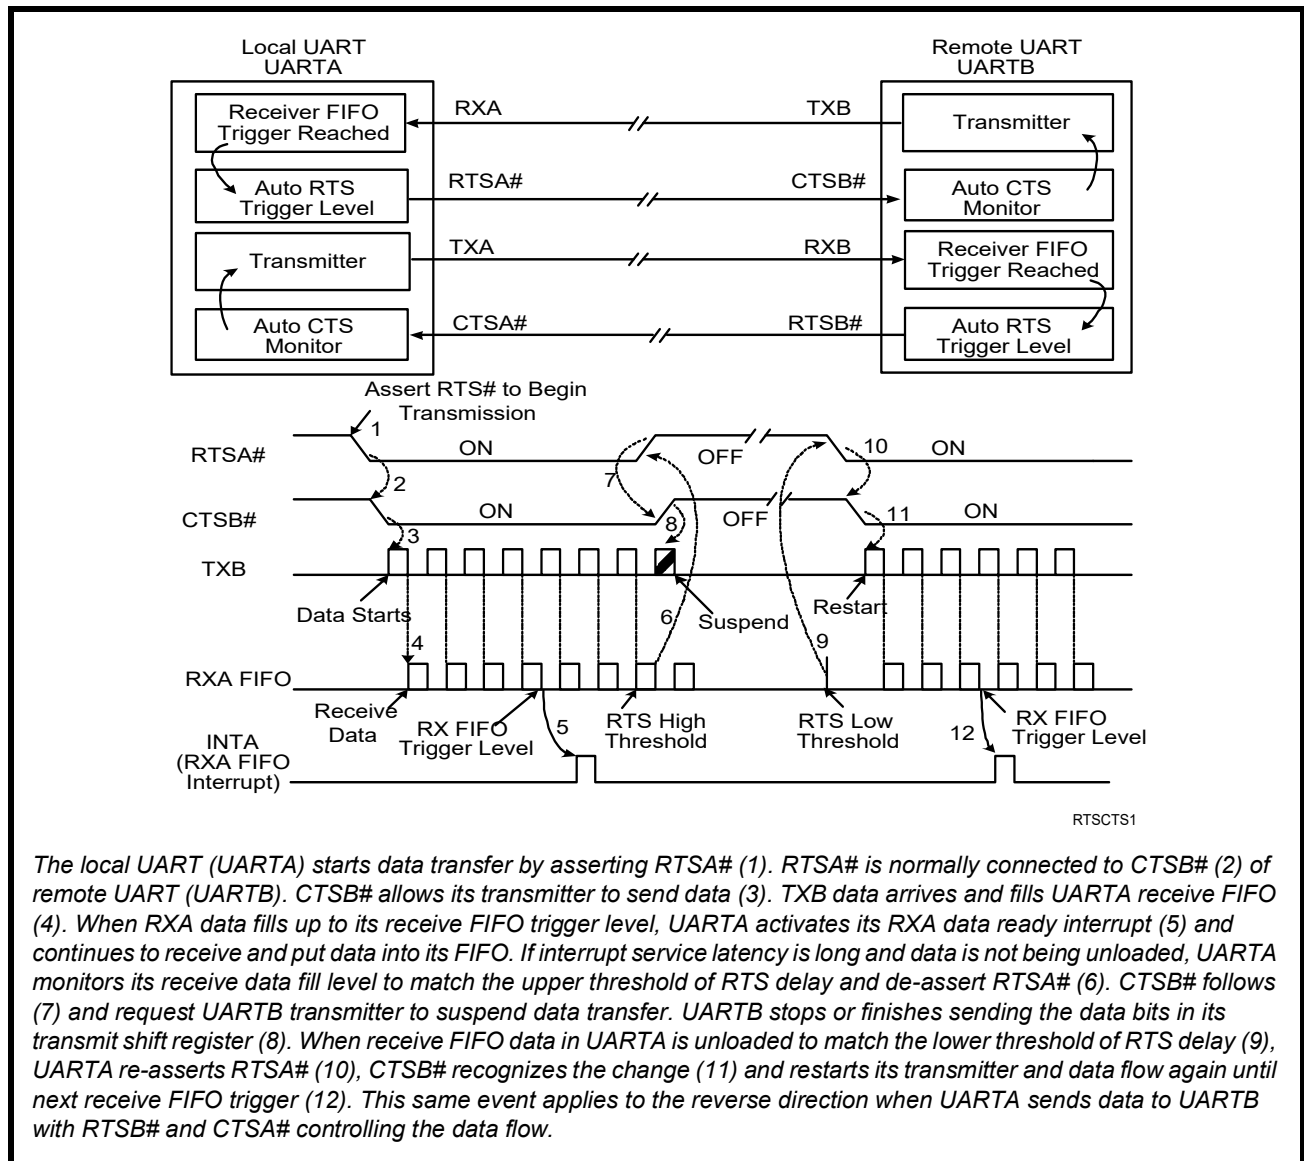 Local UART
UARTA
Remote UART
UARTB
Receiver FIFO
Trigger Reached
RXA
TXB
Transmitter
Auto RTS
Trigger Level
RTSA#
CTSB#
Auto CTS
Monitor
Transmitter
TXA
RXB
Receiver FIFO
Trigger Reached
Auto CTS
Monitor
CTSA#
RTSB#
Auto RTS
Trigger Level
Assert RTS# to Begin
Transmission
1
RTSA#
ON
7
OFF
10
ON
2
CTSB#
ON
8
OFF
11
ON
3
TXB
Data Starts
6
Suspend
Restart
4
9
RXA FIFO
Receive
Data
RX FIFO
Trigger Level
5
RTS High
Threshold
RTS Low
Threshold
12
RX FIFO
Trigger Level
INTA
(RXA FIFO
Interrupt)
RTSCTS1
The local UART (UARTA) starts data transfer by asserting RTSA# (1). RTSA# is normally connected to CTSB# (2) of
remote UART (UARTB). CTSB# allows its transmitter to send data (3). TXB data arrives and fills UARTA receive FIFO
(4). When RXA data fills up to its receive FIFO trigger level, UARTA activates its RXA data ready interrupt (5) and
continues to receive and put data into its FIFO. If interrupt service latency is long and data is not being unloaded, UARTA
monitors its receive data fill level to match the upper threshold of RTS delay and de-assert RTSA# (6). CTSB# follows
(7) and request UARTB transmitter to suspend data transfer. UARTB stops or finishes sending the data bits in its
transmit shift register (8). When receive FIFO data in UARTA is unloaded to match the lower threshold of RTS delay (9),
UARTA re-asserts RTSA# (10), CTSB# recognizes the change (11) and restarts its transmitter and data flow again until
next receive FIFO trigger (12). This same event applies to the reverse direction when UARTA sends data to UARTB
with RTSB# and CTSA# controlling the data flow.